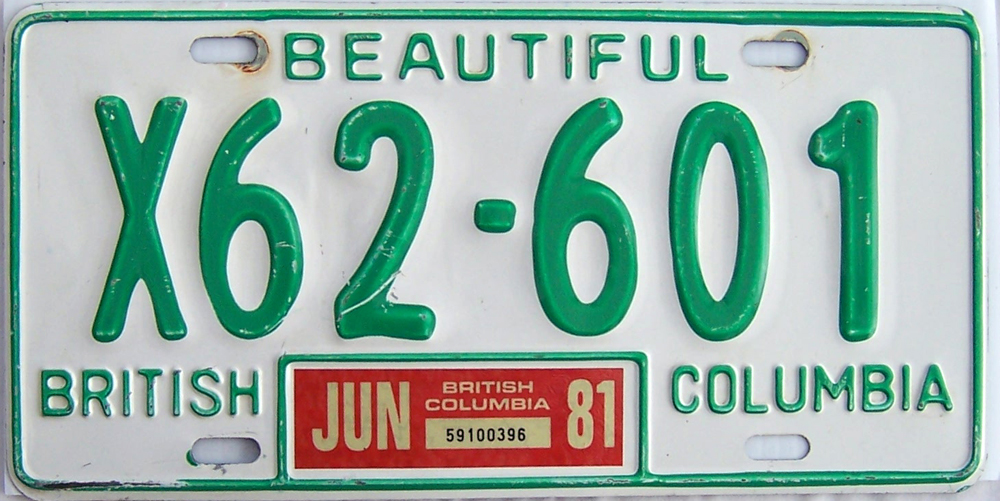 BEAUTIFUL
X62-601
BRITISH COLUMBIA
JUN BRITISH COLUMBIA 81
59100396